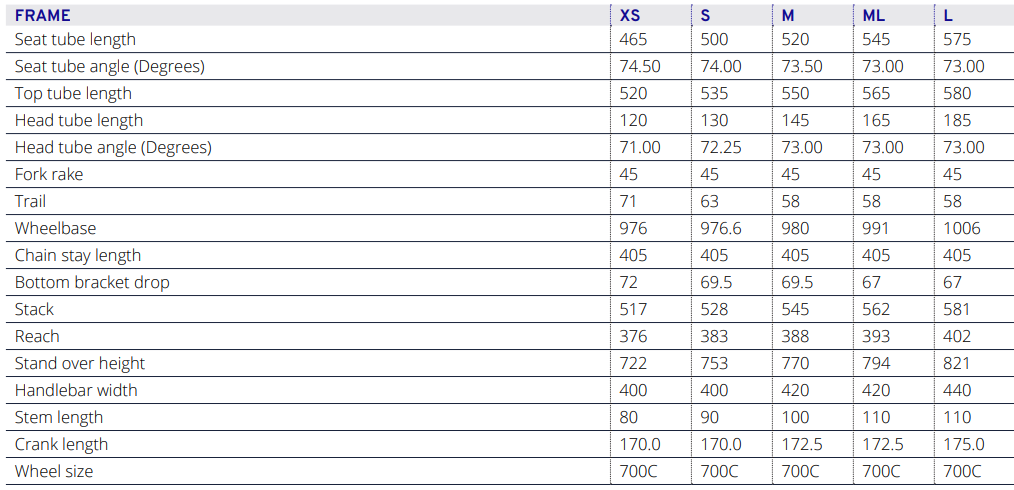 FRAME XS S M ML L
Seat tube length 465 500 520 545 575
Seat tube angle (Degrees) 74.50 74.00 73.50 73.00 73.00
Top tube length 520 535 550 565 580
Head tube length 120 130 145 165 185
Head tube angle (Degrees) 71.00 72.25 73.00 73.00 73.00
Fork rake 45 45 45 45 45
Trail 71 63 58 58 58
Wheelbase 976 976.6 980 991 1006
Chain stay length 405 405 405 405 405
Bottom bracket drop 72 69.5 69.5 67 67
Stack 517 528 545 562 581
Reach 376 383 388 393 402
Stand over height 722 753 770 794 821
Handlebar width 400 400 420 420 440
Stem length 80 90 100 110 110
Crank length 170.0 170.0 172.5 172.5 175.0
Wheel size 700C 700C 700C 700C 700C